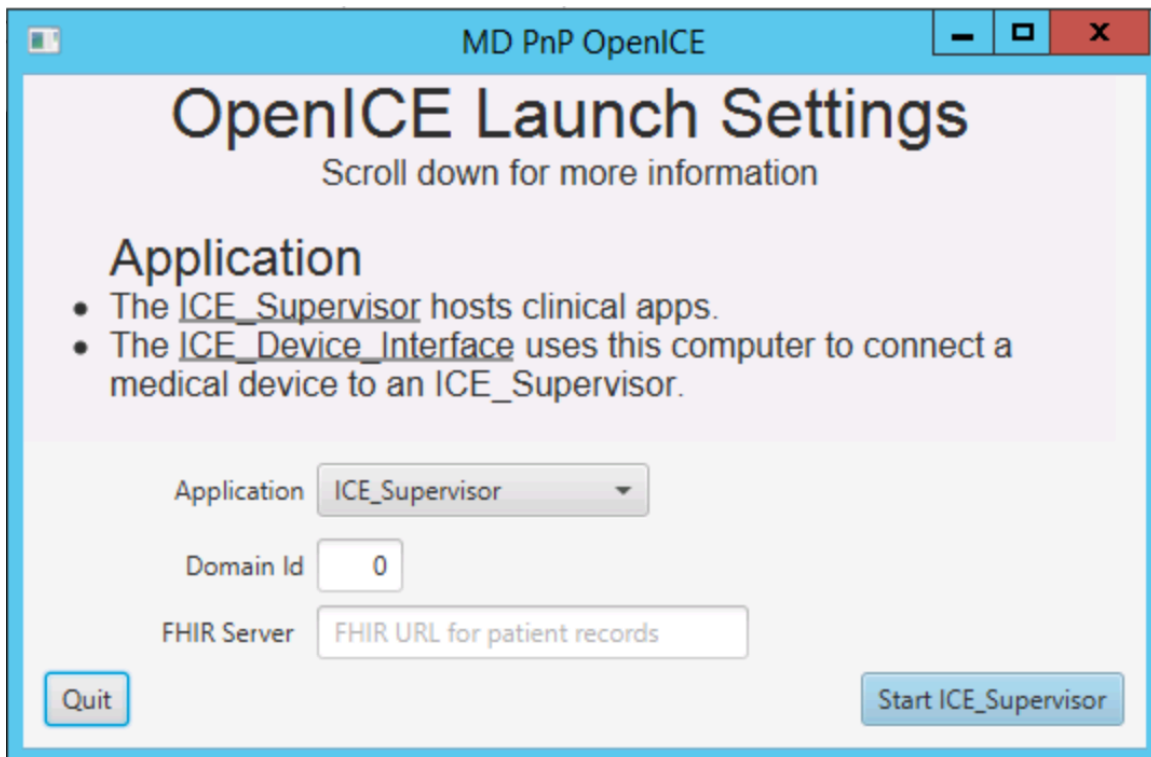 MD PnP OpenICE
OpenICE Launch Settings
Scroll down for more information
Application
• The ICE_Supervisor hosts clinical apps.
• The ICE_Device_Interface uses this computer to connect a
medical device to an ICE_Supervisor.
Application ICE_Supervisor
Domain Id 0
FHIR Server FHIR URL for patient records
Quit Start ICE_Supervisor